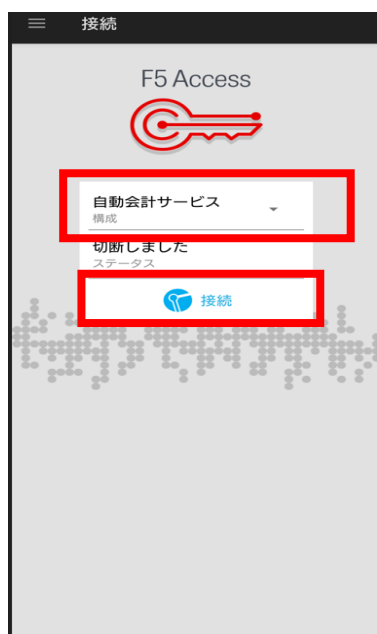 接続
F5 Access
自動会計サービス
構成
切断しました
ステータス
接続